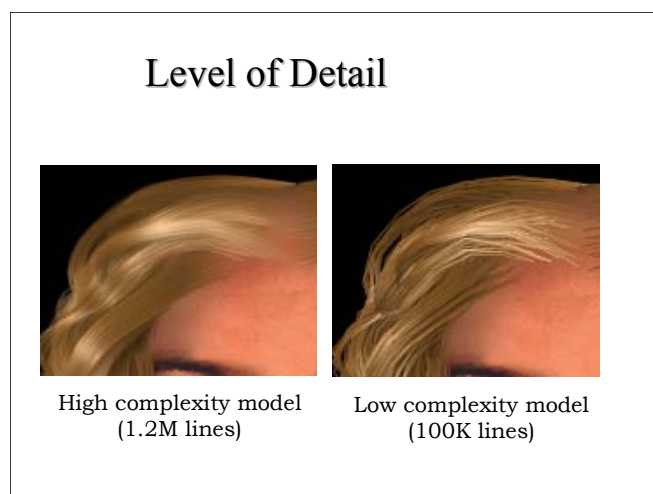 Level of Detail
High complexity model
(1.2M lines)
Low complexity model
(100K lines)